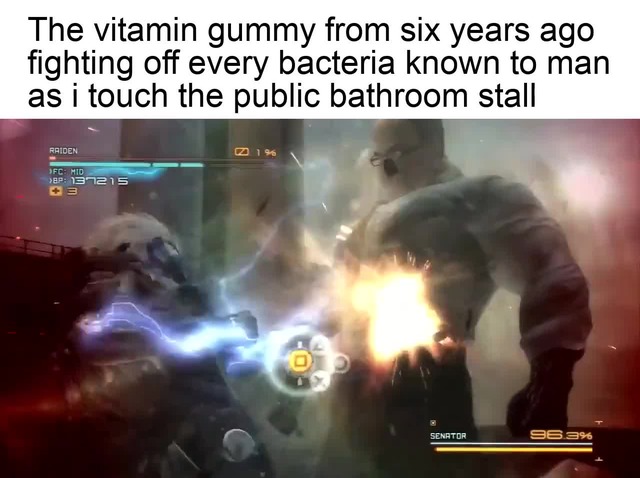 The vitamin gummy from six years ago
fighting off every bacteria known to man
as i touch the public bathroom stall
RAIDEN
1%
FC: MID
BP: 137215
3
SENATOR
96.3%